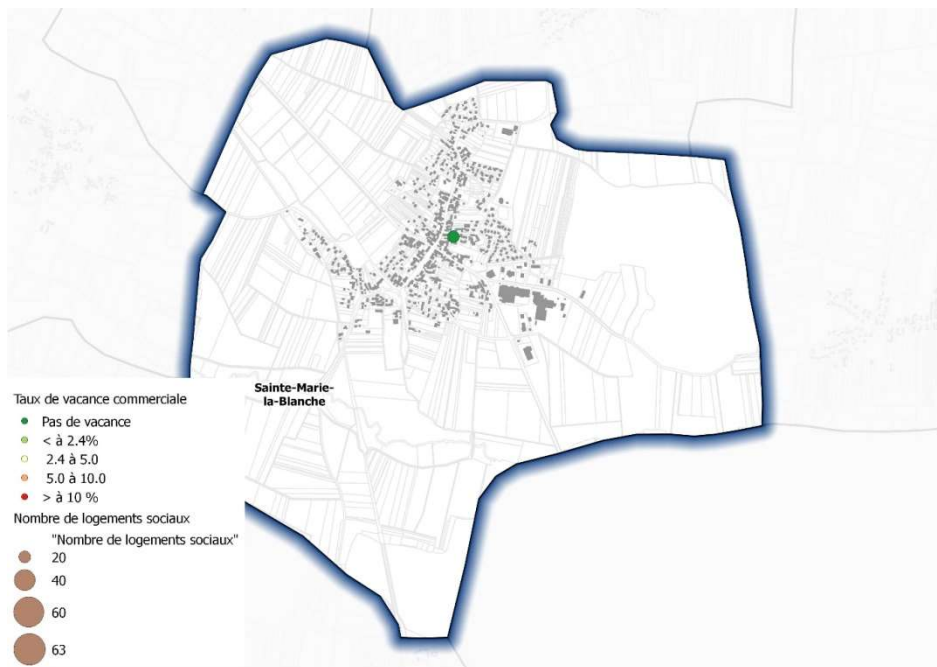 Sainte-Marie-
la-Blanche
Taux de vacance commerciale
Pas de vacance
< à 2.4%
2.4 à 5.0
5.0 à 10.0
> à 10 %
Nombre de logements sociaux
"Nombre de logements sociaux"
20
40
60
63